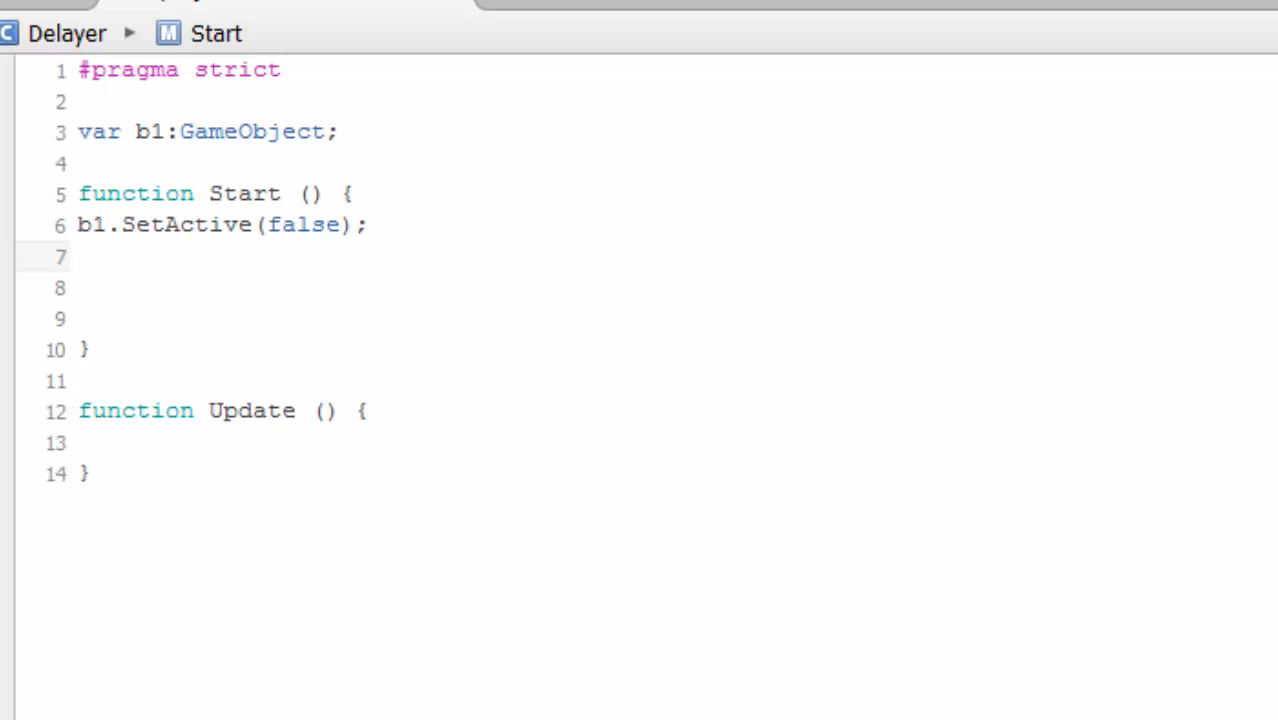 C Delayer ▸ M Start
1 #pragma strict
2
3 var b1:GameObject;
4
5 function Start () {
6 b1.SetActive(false);
7
8
9
10 }
11
12 function Update () {
13
14 }